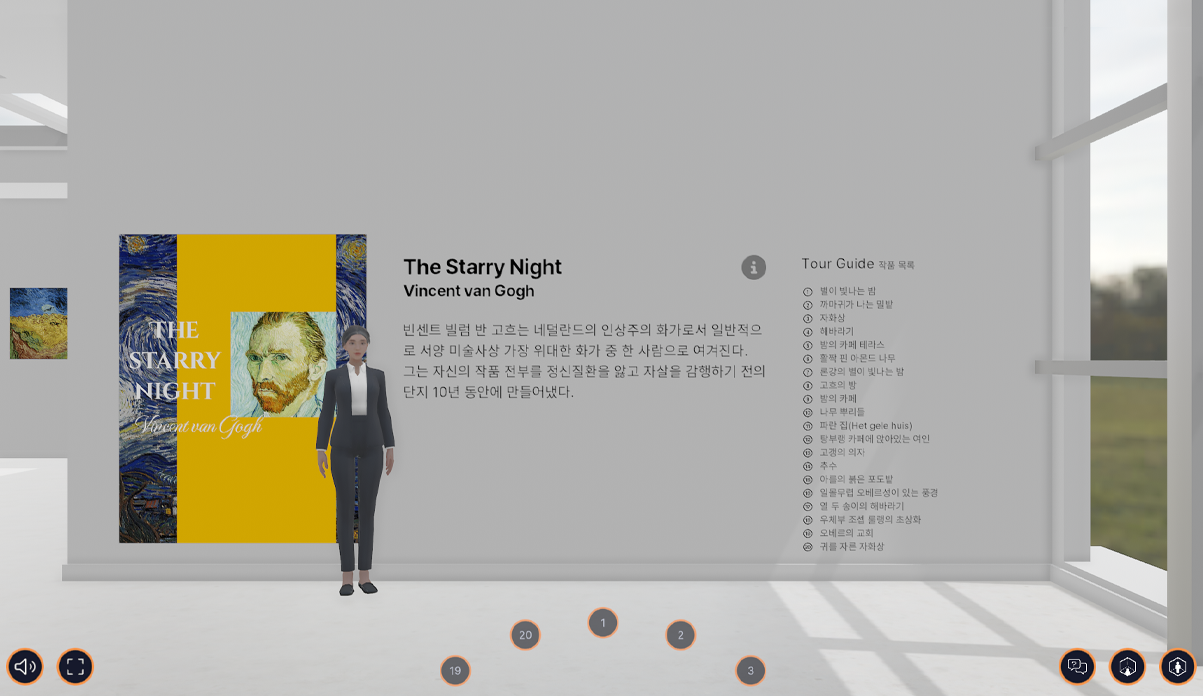 THE
STARRY
NIGHT
Vincent van Gogh
The Starry Night
Vincent van Gogh
빈센트 빌럼 반 고흐는 네덜란드의 인상주의 화가로서 일반적으
로 서양 미술사상 가장 위대한 화가 중 한 사람으로 여겨진다.
그는 자신의 작품 전부를 정신질환을 앓고 자살을 감행하기 전의
단지 10년 동안에 만들어냈다.
Tour Guide 작품 목록
1 별이 빛나는 밤
2 까마귀가 나는 밀밭
3 자화상
4 해바라기
5 밤의 카페 테라스
6 활짝 핀 아몬드 나무
7 론강의 별이 빛나는 밤
8 고흐의 방
9 밤의 카페
10 나무 뿌리들
11 파란 집(Het gele huis)
12 탕부랭 카페에 앉아있는 여인
13 고갱의 의자
14 추수
15 아를의 붉은 포도밭
16 일몰무렵 오베르성이 있는 풍경
17 열 두 송이의 해바라기
18 우체부 조셉 룰랭의 초상화
19 오베르의 교회
20 귀를 자른 자화상
19
20
1
2
3